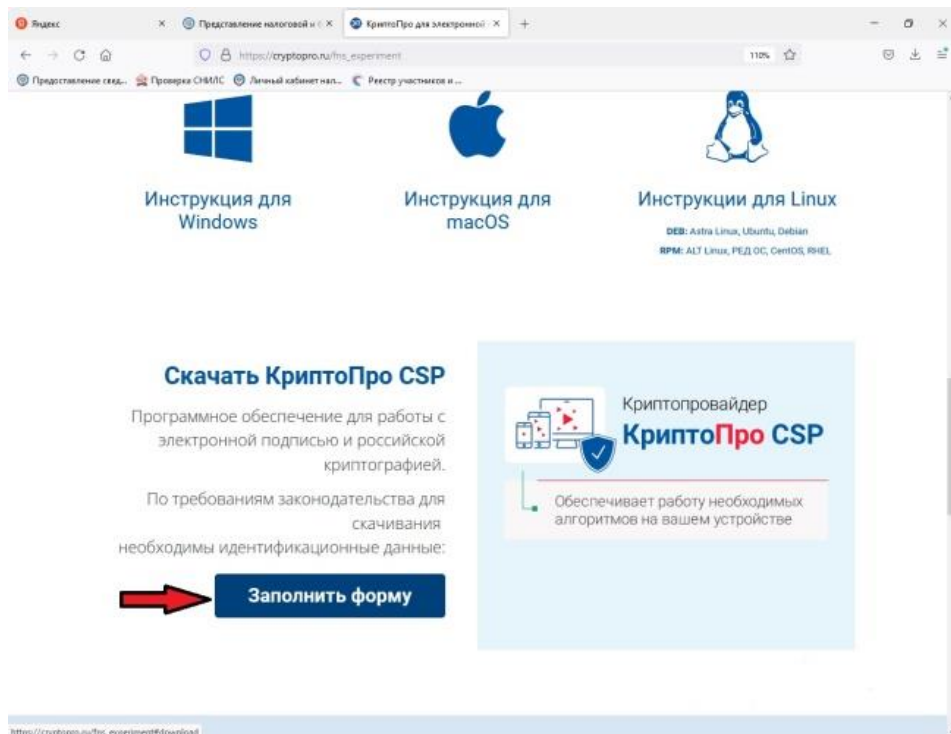 Яндекс
Представление налоговой и
КриптоПро для электронной
https://cryptopro.ru/fns_experiment
110%
Предоставление свед...
Проверка СНИЛС
Личный кабинет нал...
Реестр участников и ...
Инструкция для
Windows
Инструкция для
macOS
Инструкции для Linux
DEB: Astra Linux, Ubuntu, Debian
RPM: ALT Linux, РЕД ОС, CentOS, RHEL
Скачать КриптоПро CSP
Программное обеспечение для работы с
электронной подписью и российской
криптографией.
По требованиям законодательства для
скачивания
необходимы идентификационные данные:
Заполнить форму
Криптопровайдер
КриптоПро CSP
Обеспечивает работу необходимых
алгоритмов на вашем устройстве
https://cryptopro.ru/fns_experiment#download